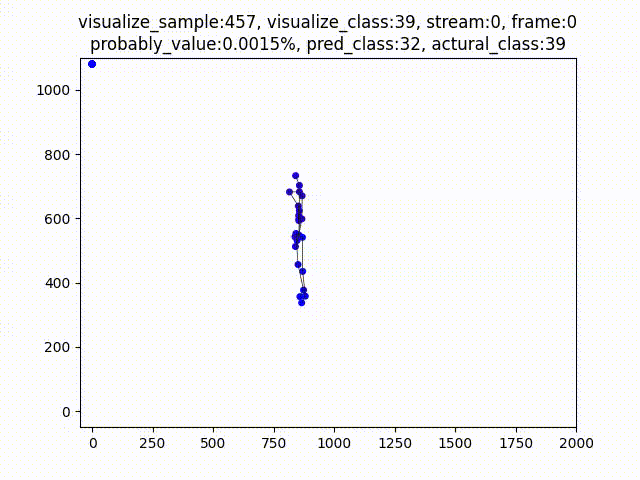 visualize_sample:457, visualize_class:39, stream:0, frame:0
probably_value:0.0015%, pred_class:32, actural_class:39
1000
800
600
400
200
0
0 250 500 750 1000 1250 1500 1750 2000